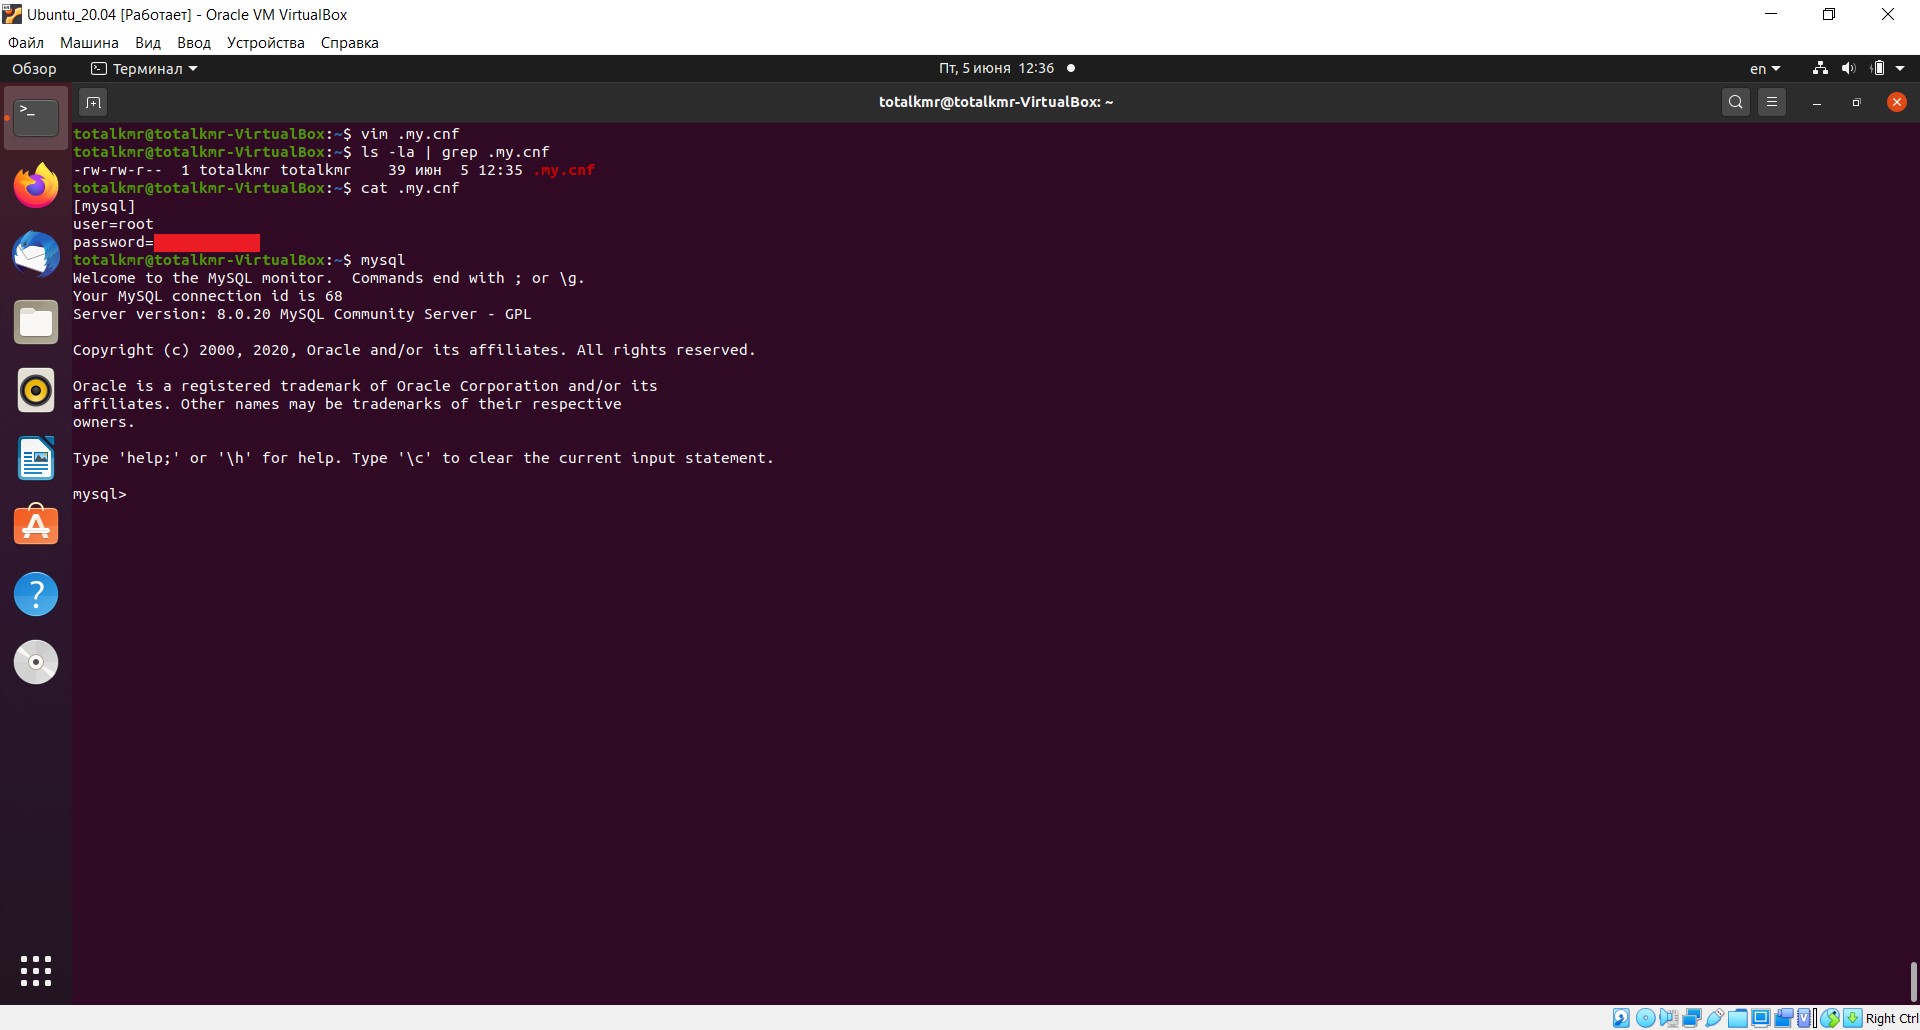 Ubuntu_20.04 [Работает] - Oracle VM VirtualBox
Файл Машина Вид Ввод Устройства Справка
Обзор Терминал Пт, 5 июня 12:36 en
totalkmr@totalkmr-VirtualBox: ~
totalkmr@totalkmr-VirtualBox:~$ vim .my.cnf
totalkmr@totalkmr-VirtualBox:~$ ls -la | grep .my.cnf
-rw-rw-r--  1 totalkmr totalkmr    39 июн  5 12:35 .my.cnf
totalkmr@totalkmr-VirtualBox:~$ cat .my.cnf
[mysql]
user=root
password=
totalkmr@totalkmr-VirtualBox:~$ mysql
Welcome to the MySQL monitor.  Commands end with ; or \g.
Your MySQL connection id is 68
Server version: 8.0.20 MySQL Community Server - GPL
Copyright (c) 2000, 2020, Oracle and/or its affiliates. All rights reserved.
Oracle is a registered trademark of Oracle Corporation and/or its
affiliates. Other names may be trademarks of their respective
owners.
Type 'help;' or '\h' for help. Type '\c' to clear the current input statement.
mysql>
Right Ctrl